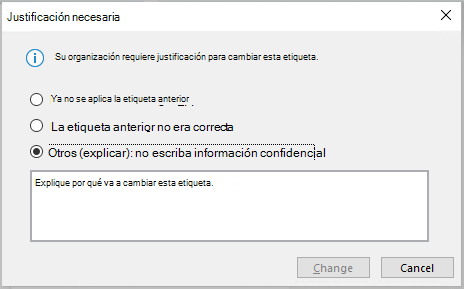 Justificación necesaria
Su organización requiere justificación para cambiar esta etiqueta.
Ya no se aplica la etiqueta anterior
La etiqueta anterior no era correcta
Otros (explicar): no escriba información confidencial
Explique por qué va a cambiar esta etiqueta.
Change Cancel